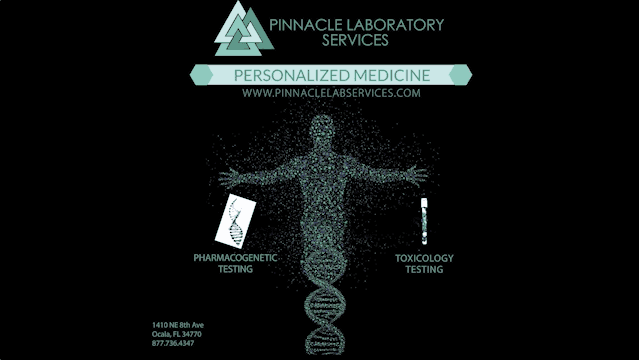 PINNACLE LABORATORY
SERVICES
PERSONALIZED MEDICINE
WWW.PINNACLELABSERVICES.COM
PHARMACOGENETIC
TESTING
TOXICOLOGY
TESTING
1410 NE 8th Ave
Ocala, FL 34770
877.736.4347